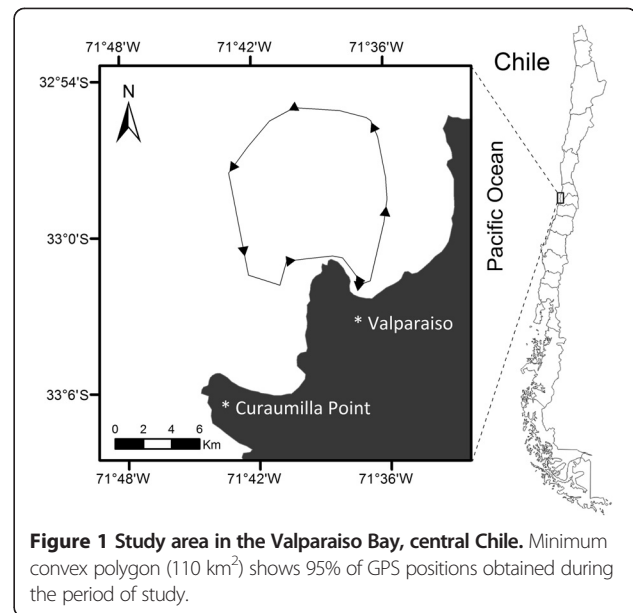 71°48'W 71°42'W 71°36'W
32°54'S
Chile
N
Pacific Ocean
33°0'S
* Valparaiso
33°6'S
* Curaumilla Point
0 2 4 6
Km
71°48'W 71°42'W 71°36'W
Figure 1 Study area in the Valparaiso Bay, central Chile. Minimum
convex polygon (110 km²) shows 95% of GPS positions obtained during
the period of study.